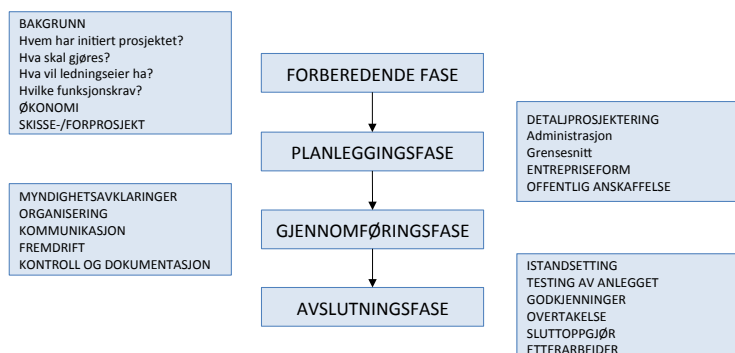 BAKGRUNN
Hvem har initiert prosjektet?
Hva skal gjøres?
Hva vil ledningseier ha?
Hvilke funksjonskrav?
ØKONOMI
SKISSE-/FORPROSJEKT
FORBEREDENDE FASE
DETALJPROSJEKTERING
Administrasjon
Grensesnitt
ENTREPRISEFORM
OFFENTLIG ANSKAFFELSE
PLANLEGGINGSFASE
MYNDIGHETSAVKLARINGER
ORGANISERING
KOMMUNIKASJON
FREMDRIFT
KONTROLL OG DOKUMENTASJON
GJENNOMFØRINGSFASE
ISTANDSETTING
TESTING AV ANLEGGET
GODKJENNINGER
OVERTAKELSE
SLUTTOPPGJØR
ETTERARBEIDER
AVSLUTNINGSFASE